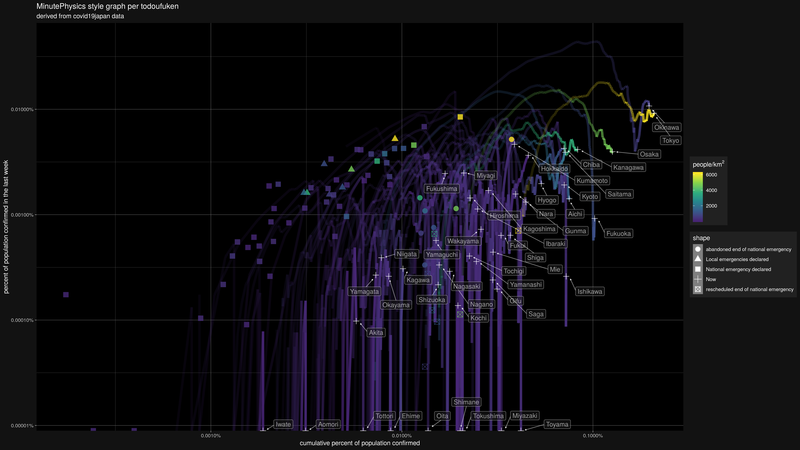 MinutePhysics style graph per todoufuken
derived from covid19japan data
percent of population confirmed in the last week
0.01000%
0.00100%
0.00010%
0.00001%
Okinawa
Tokyo
Osaka
Kanagawa
Chiba
Saitama
Hokkaido
Kumamoto
Kyoto
Miyagi
Fukushima
Hyogo
Nara
Aichi
Hiroshima
Fukuoka
Kagoshima
Gunma
Wakayama
Fukui
Ibaraki
Niigata
Yamaguchi
Shiga
Mie
Tochigi
Kagawa
Yamagata
Nagasaki
Yamanashi
Ishikawa
Okayama
Shizuoka
Nagano
Gifu
Saga
Kochi
Akita
Shimane
Iwate
Aomori
Tottori
Ehime
Oita
Tokushima
Miyazaki
Toyama
0.0010%
0.0100%
0.1000%
cumulative percent of population confirmed
people/km²
6000
4000
2000
shape
abandoned end of national emergency
Local emergencies declared
National emergency declared
Now
rescheduled end of national emergency